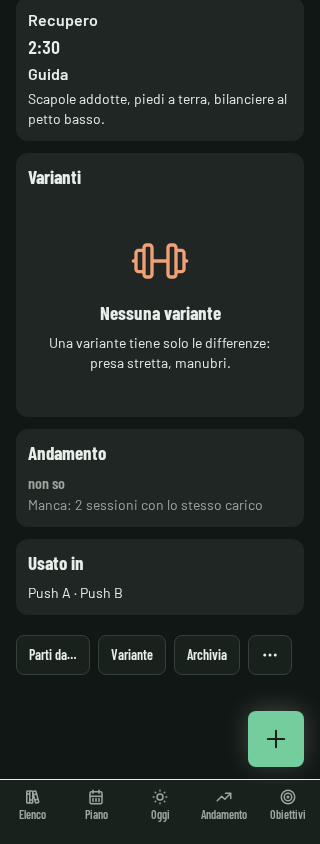 Recupero
2:30
Guida
Scapole addotte, piedi a terra, bilanciere al
petto basso.
Varianti
Nessuna variante
Una variante tiene solo le differenze:
presa stretta, manubri.
Andamento
non so
Manca: 2 sessioni con lo stesso carico
Usato in
Push A · Push B
Parti da… Variante Archivia
Elenco Piano Oggi Andamento Obiettivi